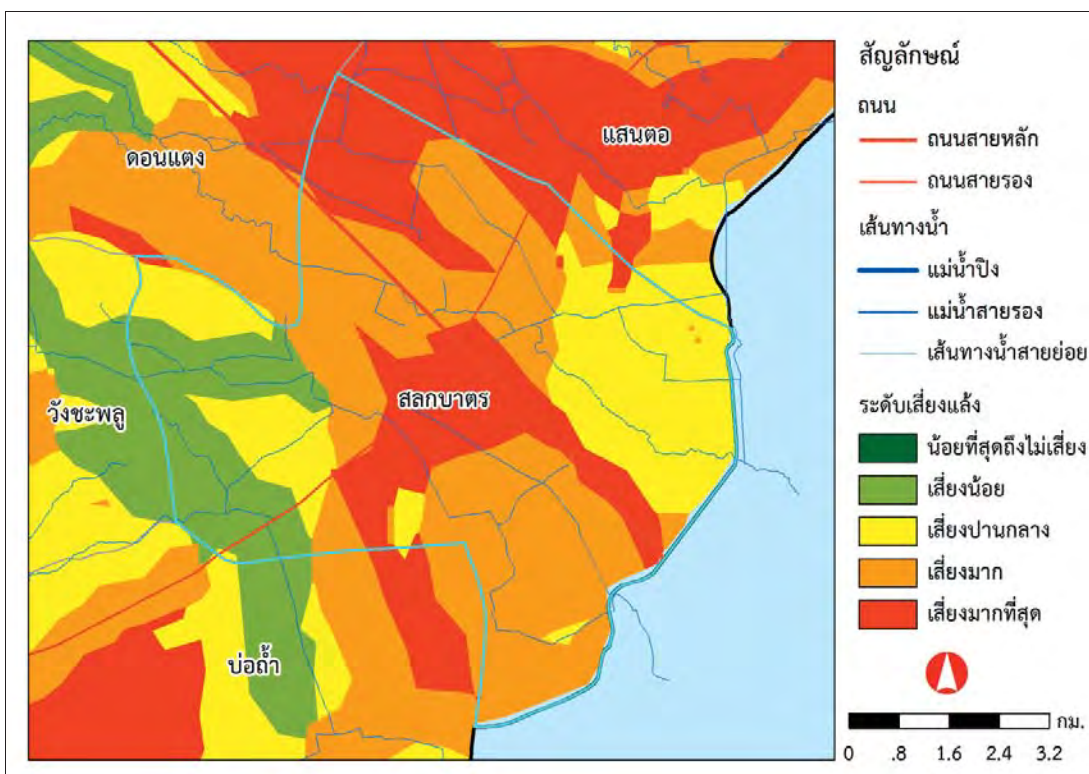 สัญลักษณ์
ถนน
ถนนสายหลัก
ถนนสายรอง
เส้นทางน้ำ
แม่น้ำปิง
แม่น้ำสายรอง
เส้นทางน้ำสายย่อย
ระดับเสี่ยงแล้ง
น้อยที่สุดถึงไม่เสี่ยง
เสี่ยงน้อย
เสี่ยงปานกลาง
เสี่ยงมาก
เสี่ยงมากที่สุด
กม.
0 .8 1.6 2.4 3.2
แสนตอ
ดอนแตง
สลกบาตร
วังชะพลู
บ่อถ้ำ